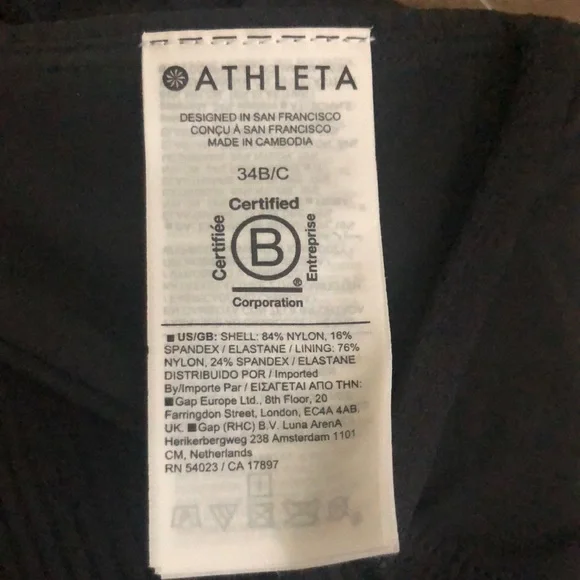 ATHLETA
DESIGNED IN SAN FRANCISCO
CONÇU À SAN FRANCISCO
MADE IN CAMBODIA
34B/C
Certified
Certifiée
B
Entreprise
®
Corporation
■ US/GB: SHELL: 84% NYLON, 16%
SPANDEX / ELASTANE / LINING: 76%
NYLON, 24% SPANDEX / ELASTANE
DISTRIBUIDO POR / Imported
By/Importe Par / ΕΙΣΑΓΕΤΑΙ ΑΠΟ ΤΗΝ:
■ Gap Europe Ltd., 8th Floor, 20
Farringdon Street, London, EC4A 4AB.
UK. ■ Gap (RHC) B.V. Luna ArenA
Herikerbergweg 238 Amsterdam 1101
CM, Netherlands
RN 54023 / CA 17897